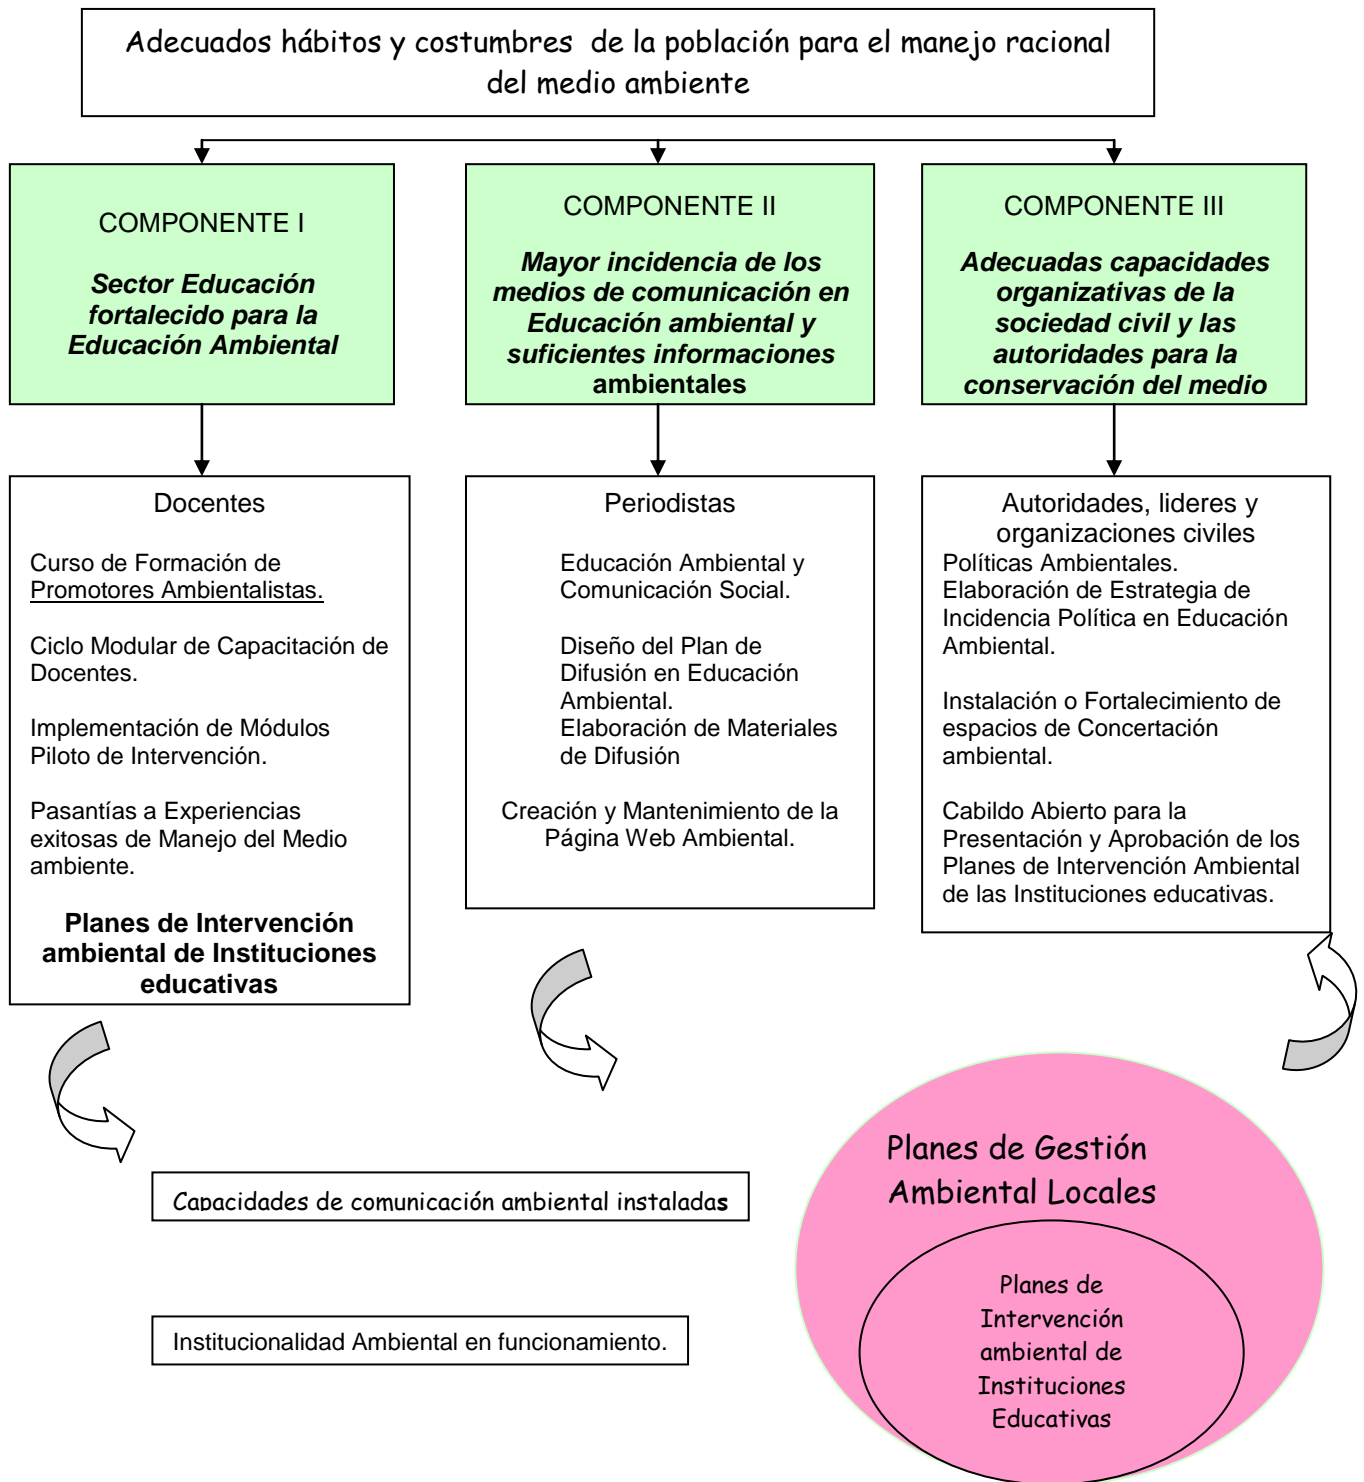 Adecuados hábitos y costumbres de la población para el manejo racional
del medio ambiente
COMPONENTE I
Sector Educación
fortalecido para la
Educación Ambiental
COMPONENTE II
Mayor incidencia de los
medios de comunicación en
Educación ambiental y
suficientes informaciones
ambientales
COMPONENTE III
Adecuadas capacidades
organizativas de la
sociedad civil y las
autoridades para la
conservación del medio
Docentes
Curso de Formación de
Promotores Ambientalistas.
Ciclo Modular de Capacitación de
Docentes.
Implementación de Módulos
Piloto de Intervención.
Pasantías a Experiencias
exitosas de Manejo del Medio
ambiente.
Planes de Intervención
ambiental de Instituciones
educativas
Periodistas
Educación Ambiental y
Comunicación Social.
Diseño del Plan de
Difusión en Educación
Ambiental.
Elaboración de Materiales
de Difusión
Creación y Mantenimiento de la
Página Web Ambiental.
Autoridades, lideres y
organizaciones civiles
Políticas Ambientales.
Elaboración de Estrategia de
Incidencia Política en Educación
Ambiental.
Instalación o Fortalecimiento de
espacios de Concertación
ambiental.
Cabildo Abierto para la
Presentación y Aprobación de los
Planes de Intervención Ambiental
de las Instituciones educativas.
Capacidades de comunicación ambiental instaladas
Institucionalidad Ambiental en funcionamiento.
Planes de Gestión
Ambiental Locales
Planes de
Intervención
ambiental de
Instituciones
Educativas